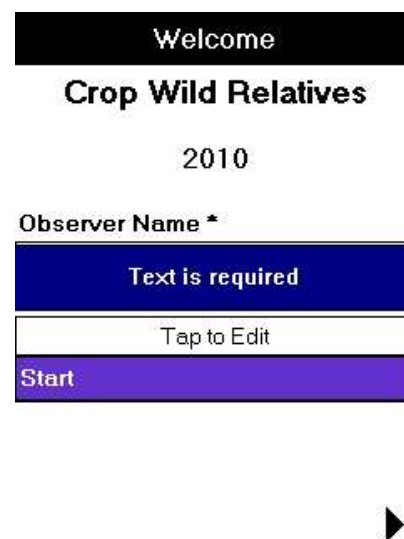 Welcome
Crop Wild Relatives
2010
Observer Name *
Text is required
Tap to Edit
Start